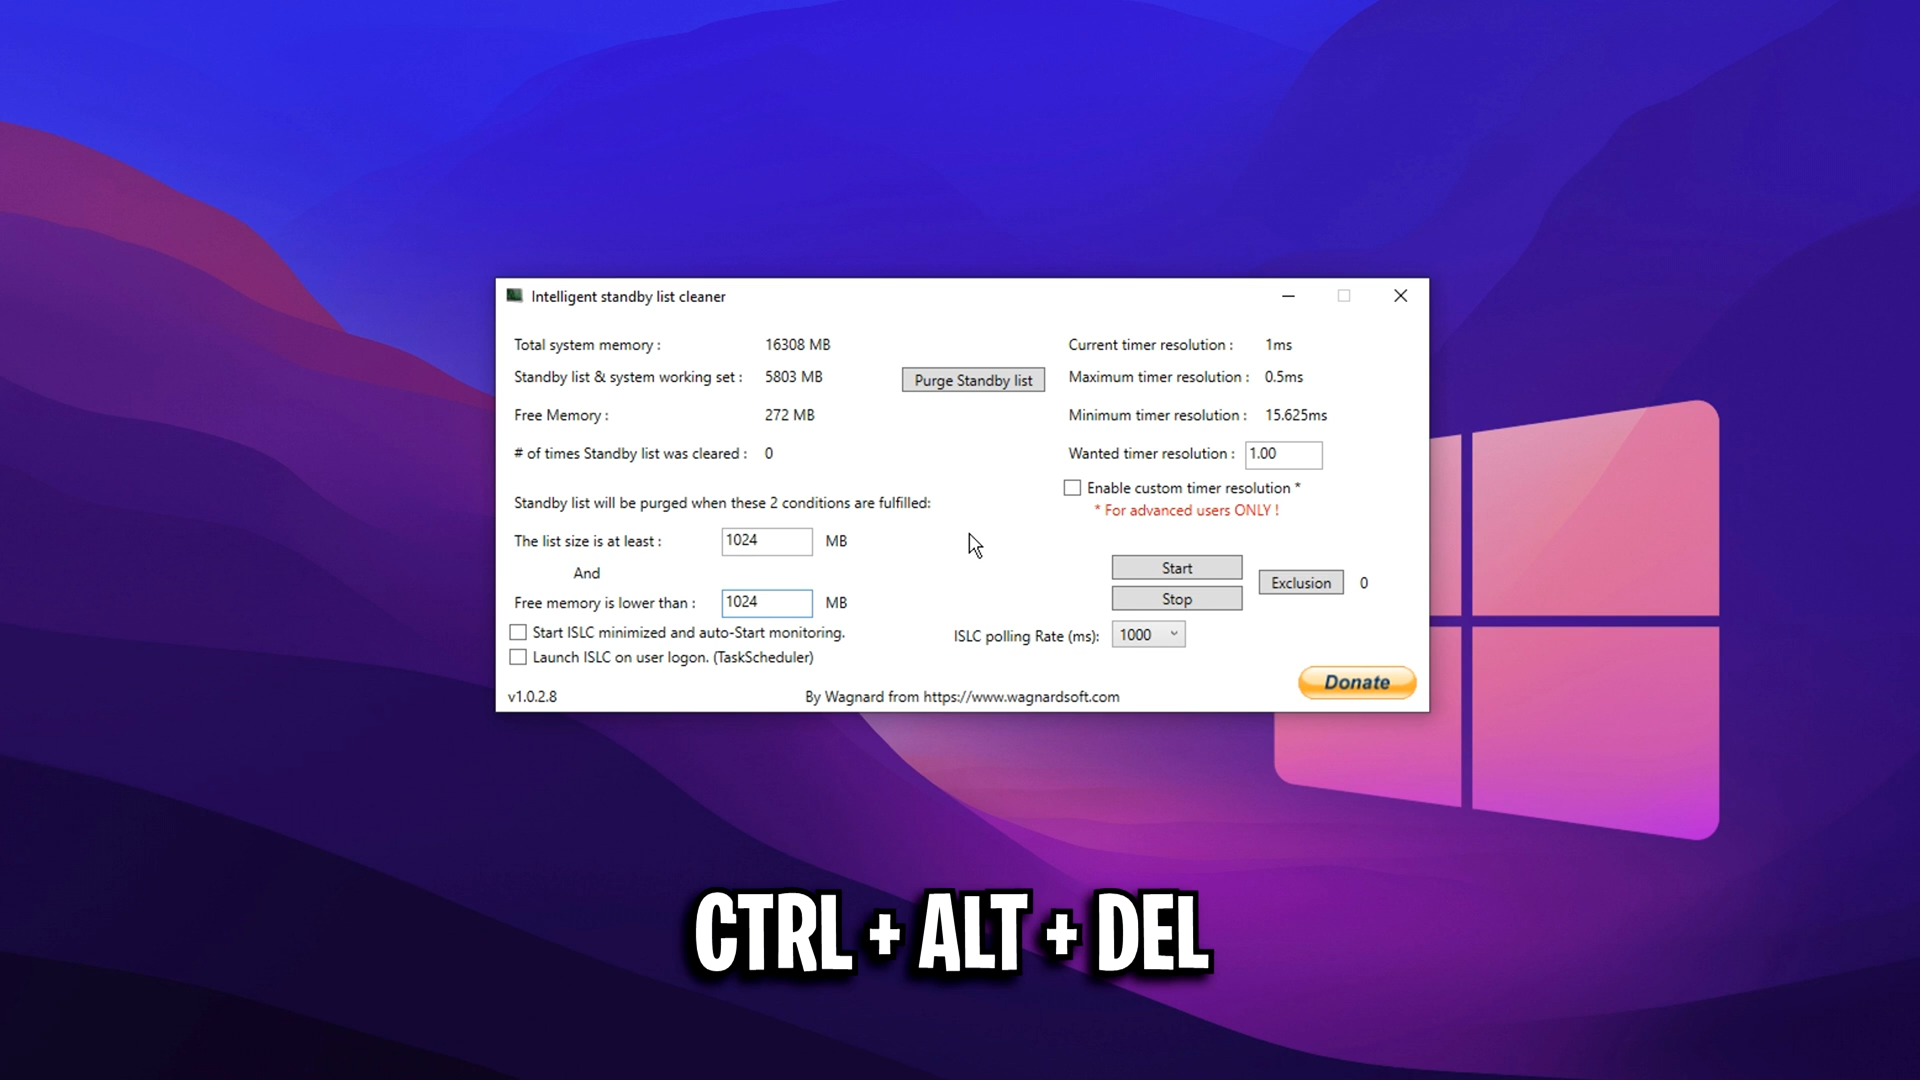 Intelligent standby list cleaner
Total system memory : 16308 MB
Standby list & system working set : 5803 MB
Purge Standby list
Free Memory : 272 MB
# of times Standby list was cleared : 0
Current timer resolution : 1ms
Maximum timer resolution : 0.5ms
Minimum timer resolution : 15.625ms
Wanted timer resolution : 1.00
Enable custom timer resolution *
* For advanced users ONLY !
Standby list will be purged when these 2 conditions are fulfilled:
The list size is at least : 1024 MB
And
Free memory is lower than : 1024 MB
Start ISLC minimized and auto-Start monitoring.
Launch ISLC on user logon. (TaskScheduler)
Start
Stop
Exclusion 0
ISLC polling Rate (ms): 1000
Donate
v1.0.2.8
By Wagnard from https://www.wagnardsoft.com
CTRL + ALT + DEL